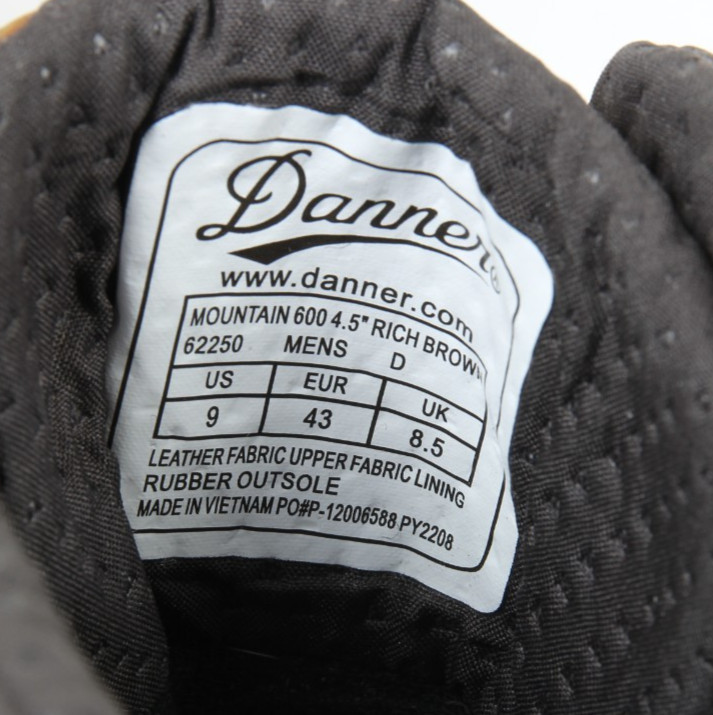 Danner®
www.danner.com
MOUNTAIN 600 4.5" RICH BROWN
62250 MENS D
US EUR UK
9 43 8.5
LEATHER FABRIC UPPER FABRIC LINING
RUBBER OUTSOLE
MADE IN VIETNAM PO#P-12006588 PY2208